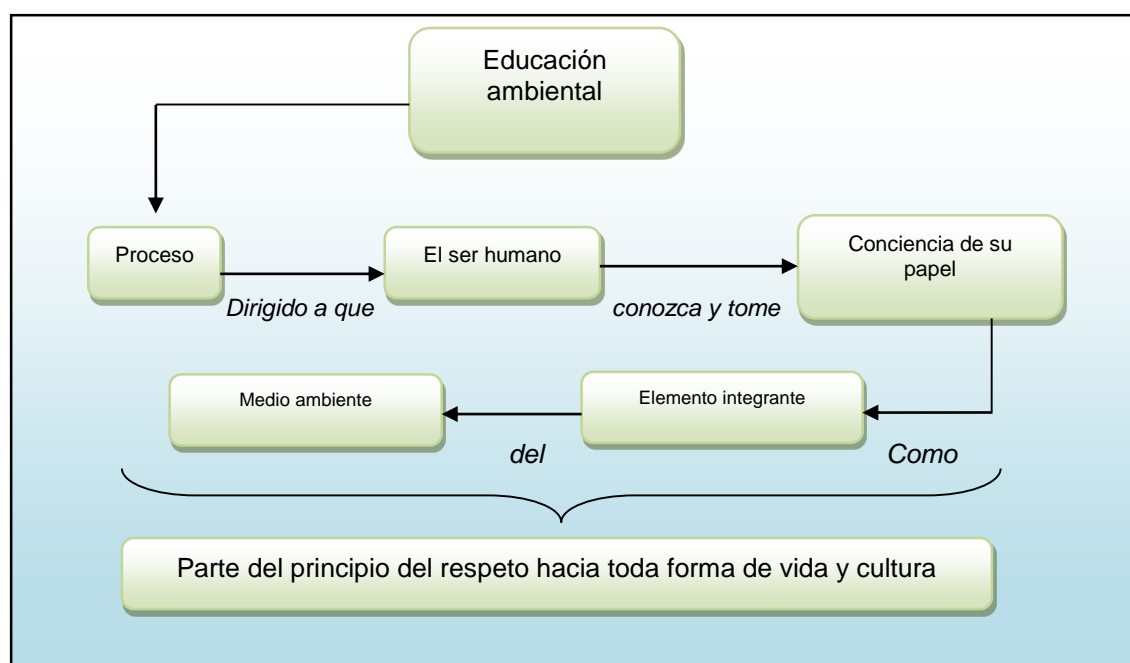 Educación
ambiental
Proceso
Dirigido a que
El ser humano
conozca y tome
Conciencia de su
papel
Como
Elemento integrante
del
Medio ambiente
Parte del principio del respeto hacia toda forma de vida y cultura